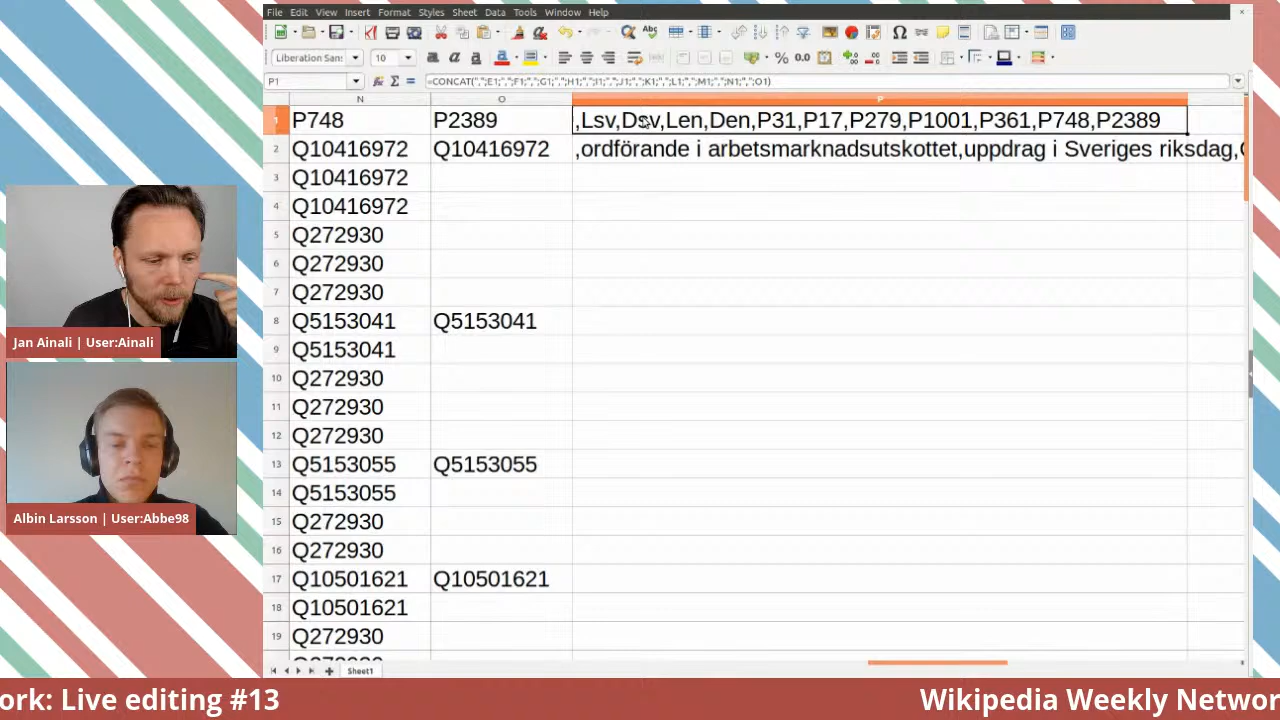 File Edit View Insert Format Styles Sheet Data Tools Window Help
Liberation Sans 10
P1 =CONCAT(",";E1;",";F1;",";G1;",";H1;",";I1;",";J1;",";K1;",";L1;",";M1;",";N1;",";O1)
N O P
1 P748 P2389 ,Lsv,Dsv,Len,Den,P31,P17,P279,P1001,P361,P748,P2389
2 Q10416972 Q10416972 ,ordförande i arbetsmarknadsutskottet,uppdrag i Sveriges riksdag,
3 Q10416972
4 Q10416972
5 Q272930
6 Q272930
7 Q272930
8 Q5153041 Q5153041
9 Q5153041
10 Q272930
11 Q272930
12 Q272930
13 Q5153055 Q5153055
14 Q5153055
15 Q272930
16 Q272930
17 Q10501621 Q10501621
18 Q10501621
19 Q272930
Sheet1
Jan Ainali | User:Ainali
Albin Larsson | User:Abbe98
ork: Live editing #13 Wikipedia Weekly Networ